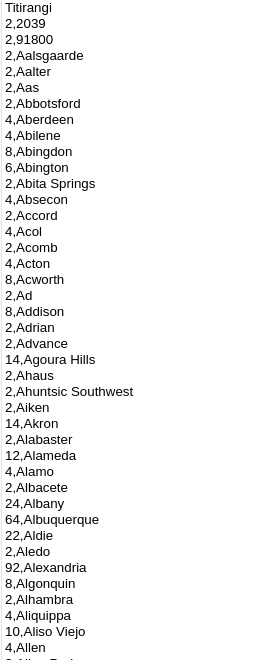 Titirangi
2,2039
2,91800
2,Aalsgaarde
2,Aalter
2,Aas
2,Abbotsford
4,Aberdeen
4,Abilene
8,Abingdon
6,Abington
2,Abita Springs
4,Absecon
2,Accord
4,Acol
2,Acomb
4,Acton
8,Acworth
2,Ad
8,Addison
2,Adrian
2,Advance
14,Agoura Hills
2,Ahaus
2,Ahuntsic Southwest
2,Aiken
14,Akron
2,Alabaster
12,Alameda
4,Alamo
2,Albacete
24,Albany
64,Albuquerque
22,Aldie
2,Aledo
92,Alexandria
8,Algonquin
2,Alhambra
4,Aliquippa
10,Aliso Viejo
4,Allen